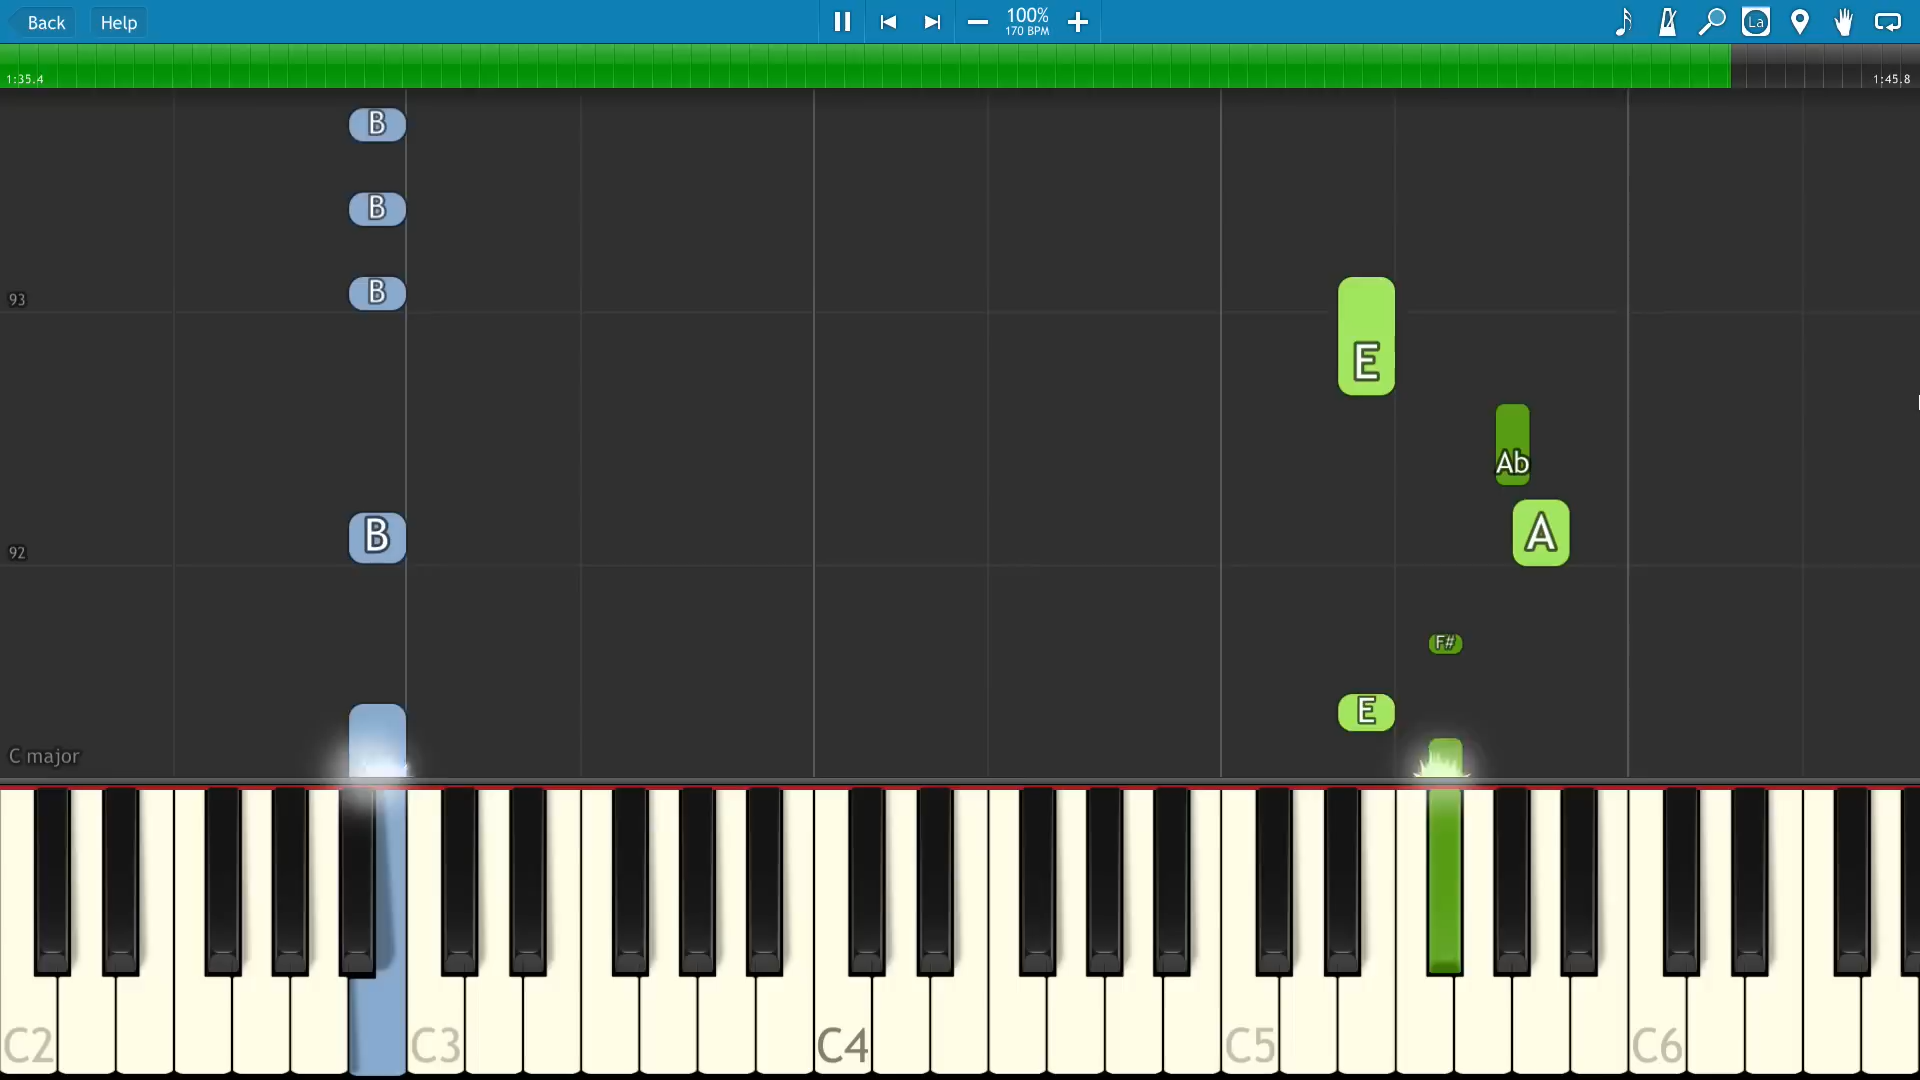 Back Help 100% La
170 BPM
1:35.4 1:45.8
B
B
B
93
E
Ab
B A
92
F#
E
C major
C2 C3 C4 C5 C6